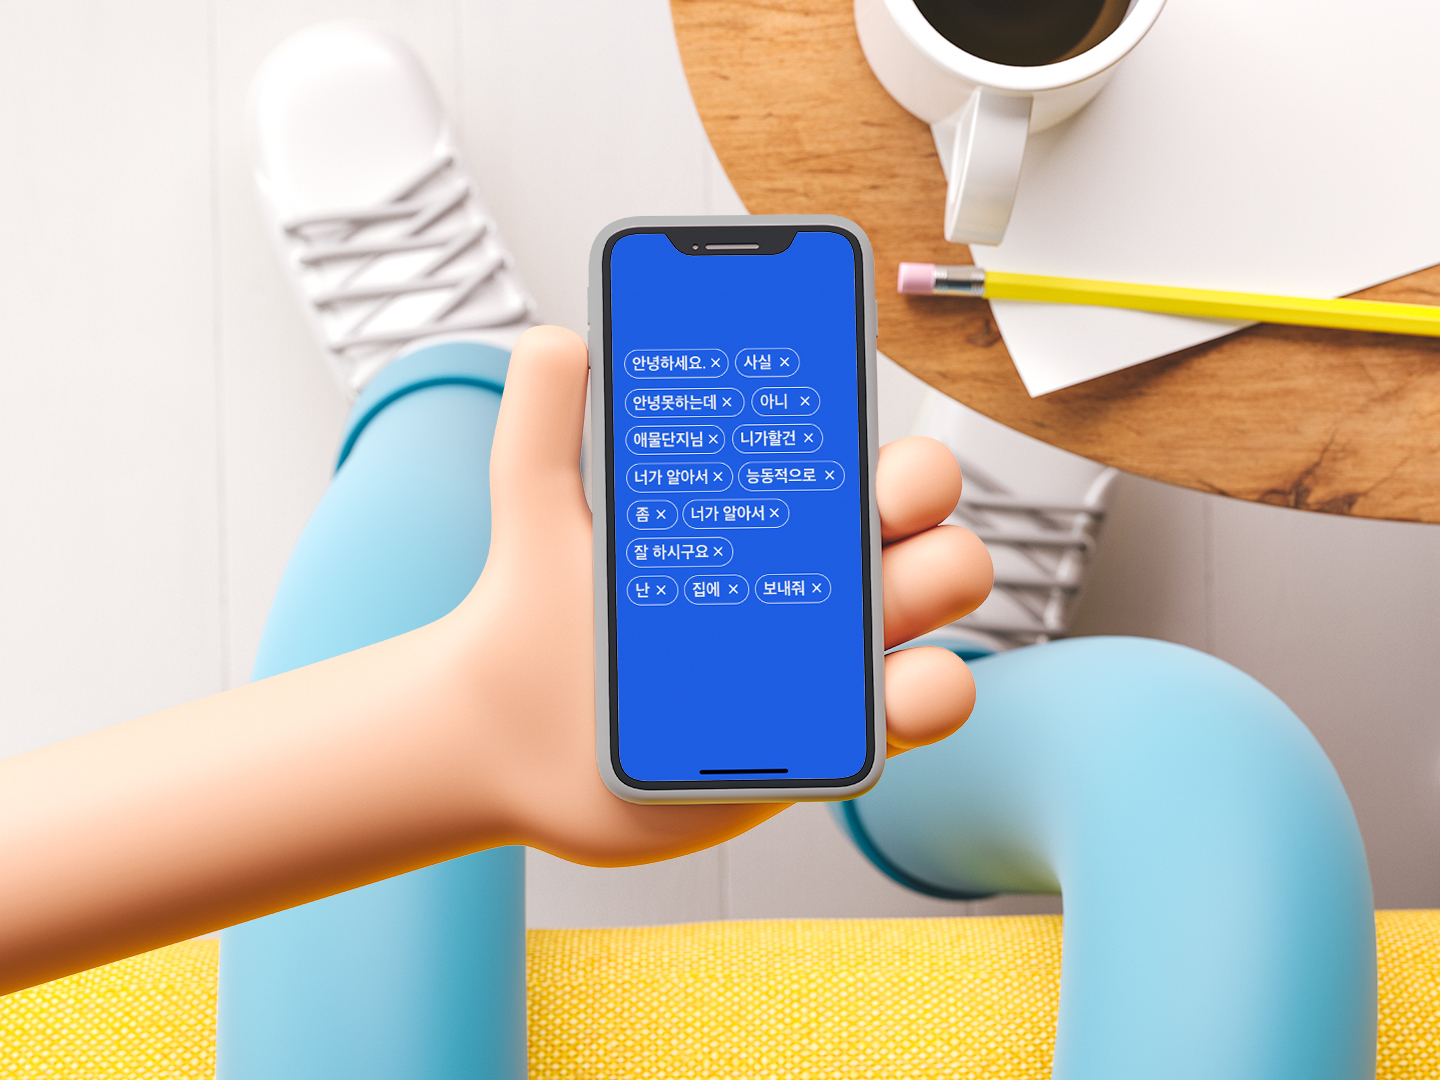 안녕하세요. × 사실 ×
안녕못하는데 × 아니 ×
애물단지님 × 니가할건 ×
너가 알아서 × 능동적으로 ×
좀 × 너가 알아서 ×
잘 하시구요 ×
난 × 집에 × 보내줘 ×